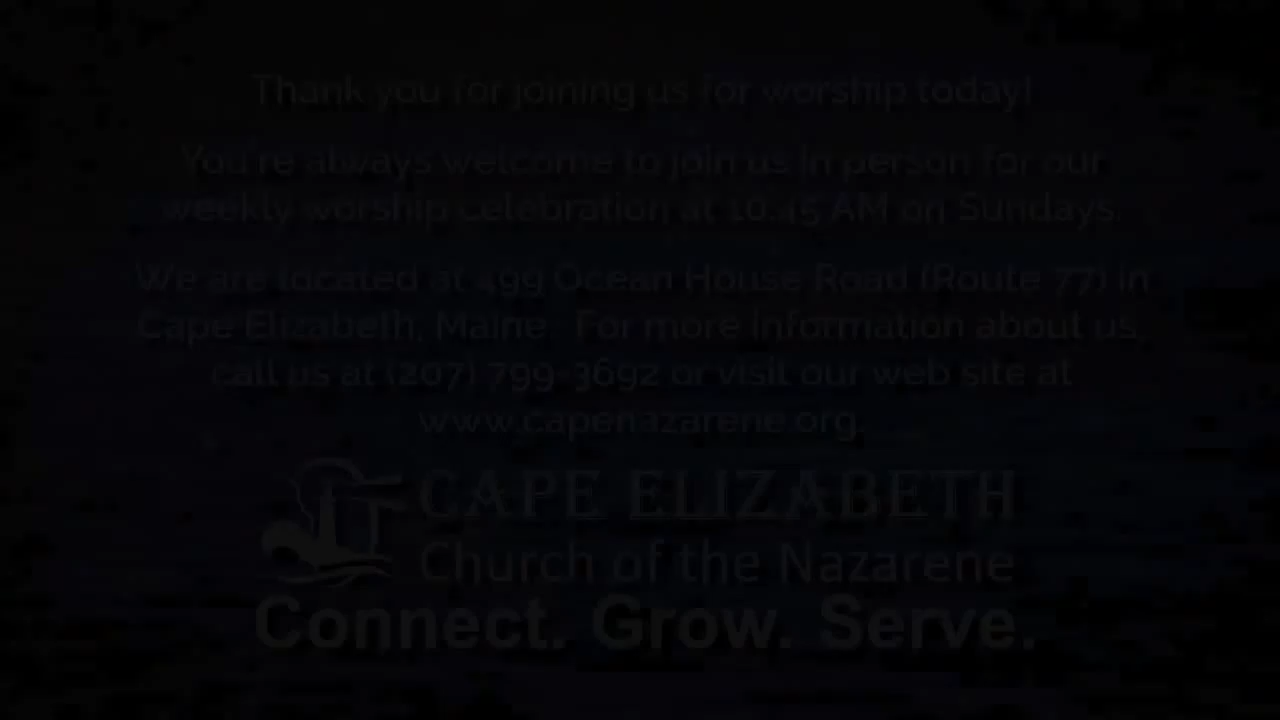 Thank you for joining us for worship today!
You're always welcome to join us in person for our
weekly worship celebration at 10:45 AM on Sundays.
We are located at 499 Ocean House Road (Route 77) in
Cape Elizabeth, Maine. For more information about us,
call us at (207) 799-3692 or visit our web site at
www.capenazarene.org.
CAPE ELIZABETH
Church of the Nazarene
Connect. Grow. Serve.